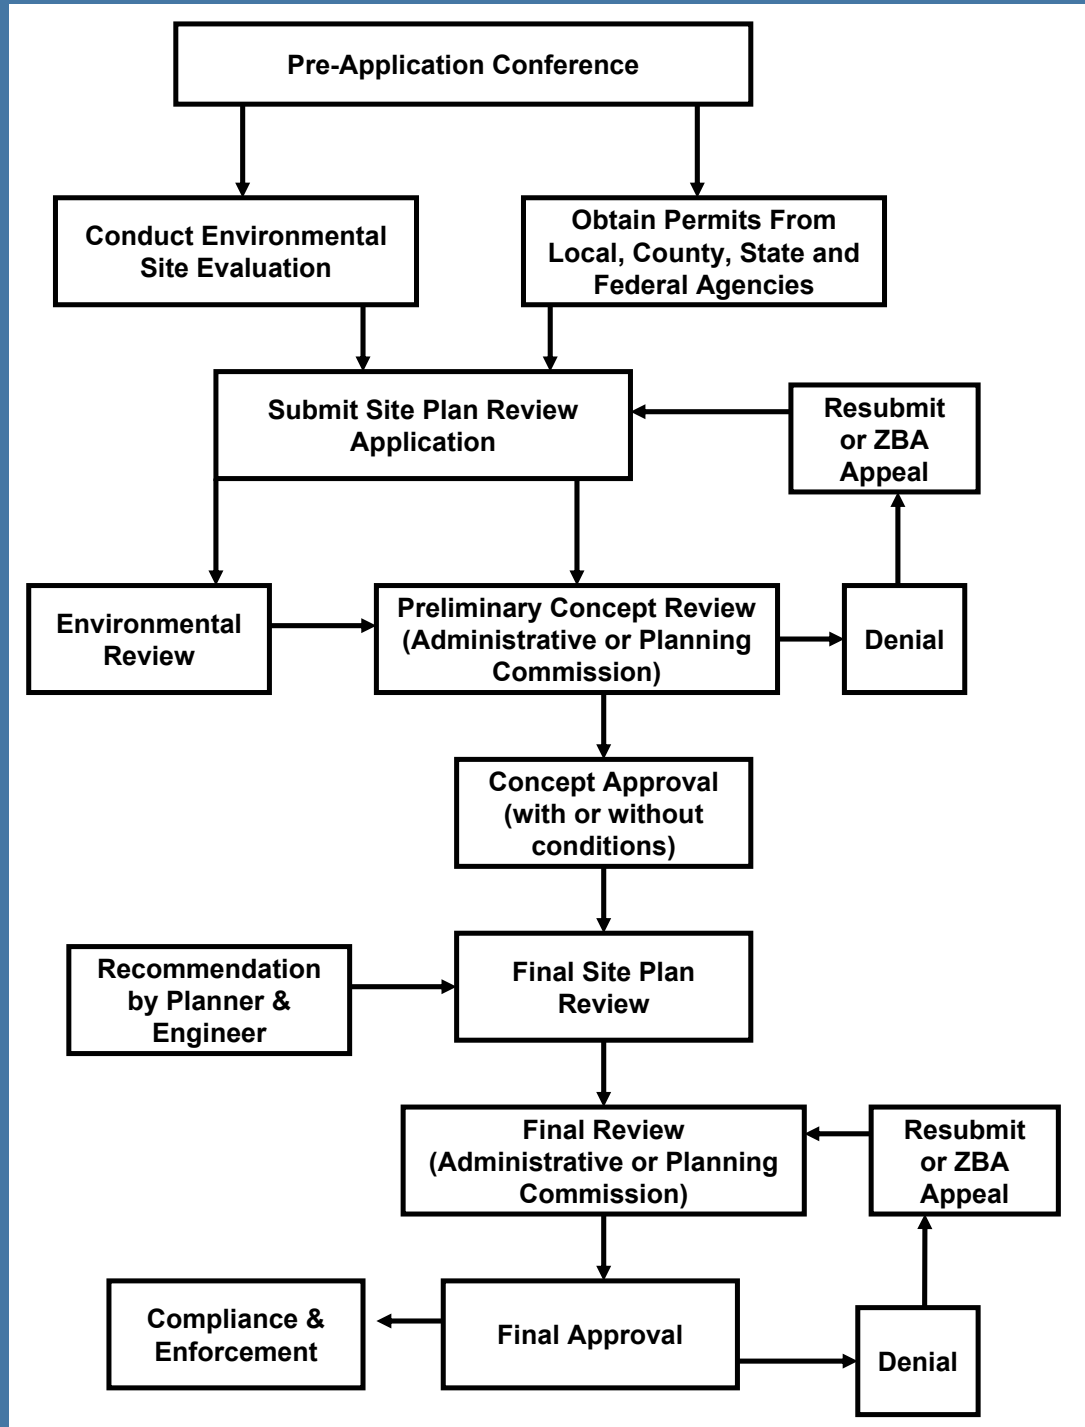 Pre-Application Conference
Conduct Environmental
Site Evaluation
Obtain Permits From
Local, County, State and
Federal Agencies
Submit Site Plan Review
Application
Resubmit
or ZBA
Appeal
Environmental
Review
Preliminary Concept Review
(Administrative or Planning
Commission)
Denial
Concept Approval
(with or without
conditions)
Recommendation
by Planner &
Engineer
Final Site Plan
Review
Final Review
(Administrative or Planning
Commission)
Resubmit
or ZBA
Appeal
Compliance &
Enforcement
Final Approval
Denial